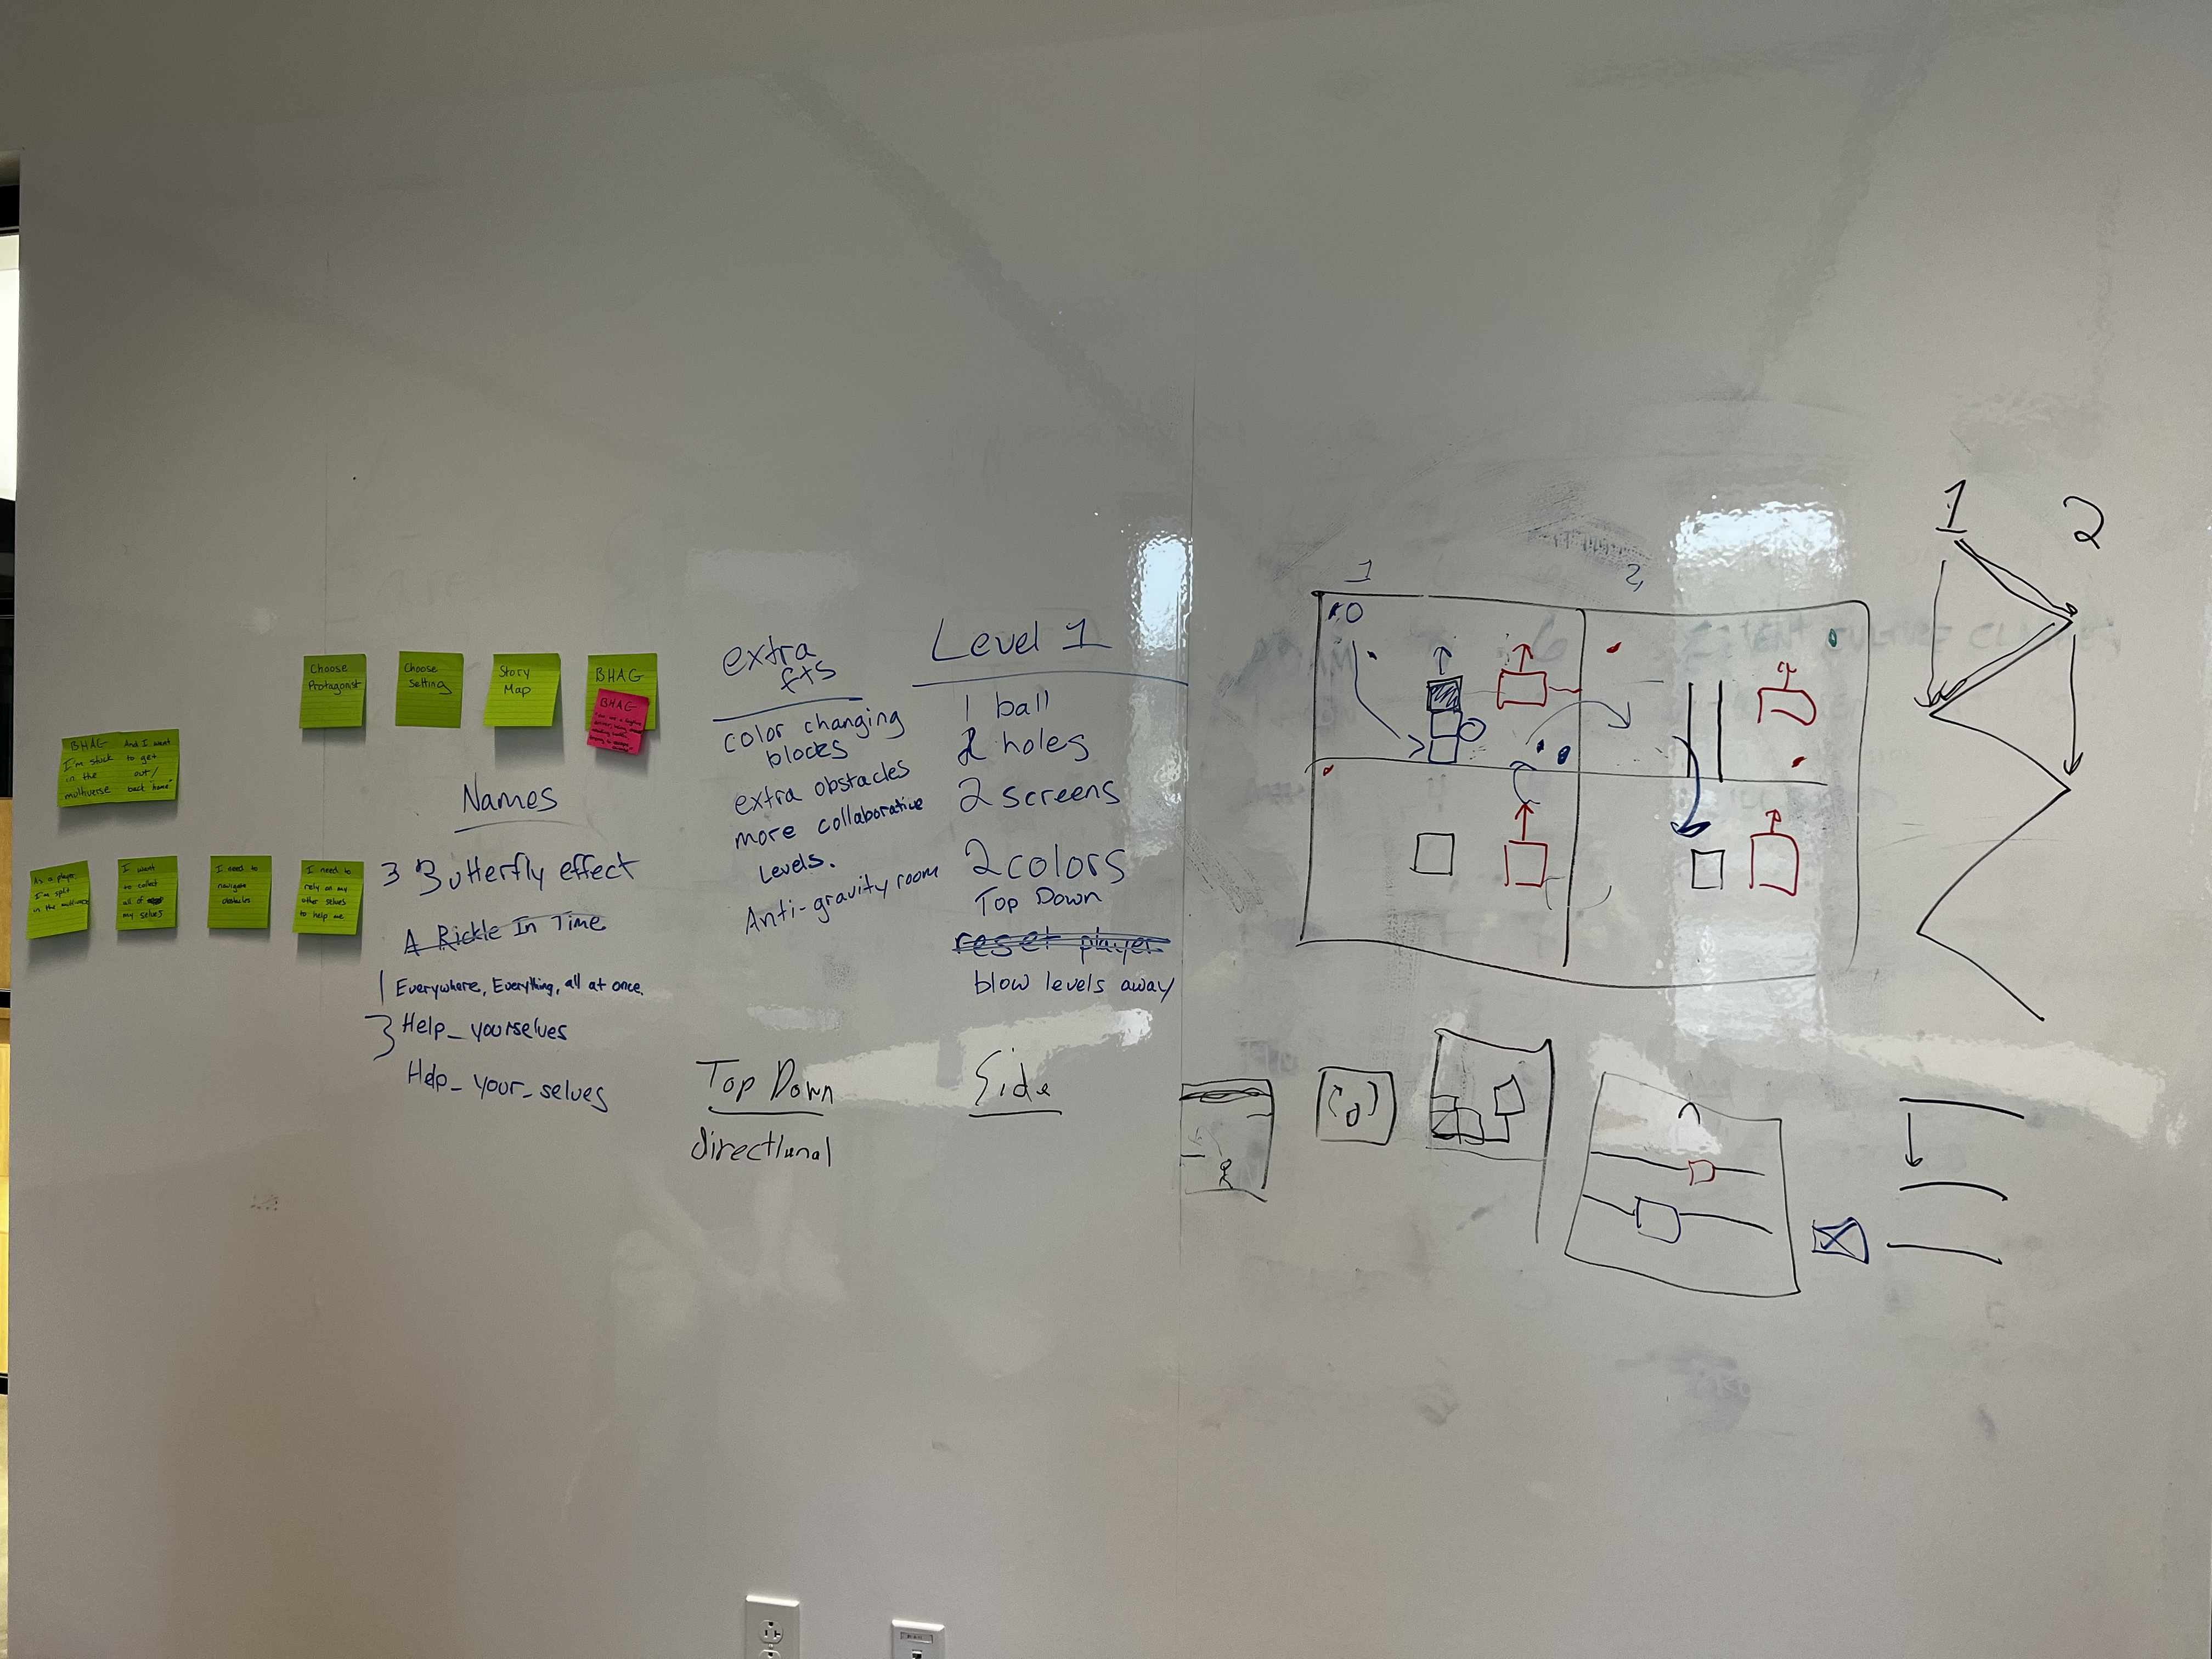 Choose
Protagonist
Choose
Setting
Story
Map
BHAG
BHAG
BHAG And I want
I'm stuck to get
in the out/
multiverse back "home"
As a player
I'm split
in the multiverse
I want
to collect
all of
my selves
I need to
navigate
obstacles
I need to
rely on my
other selves
to help me
Names
3 Butterfly effect
A Rickle In Time
1 Everywhere, Everything, all at once.
3 Help_yourselves
Help_your_selves
extra
fts
color changing
blocks
extra obstacles
more collaborative
levels.
Anti-gravity room
Level 1
1 ball
2 holes
2 screens
2 colors
Top Down
reset player
blow levels away
Top Down
directional
Side
1 2
1 2